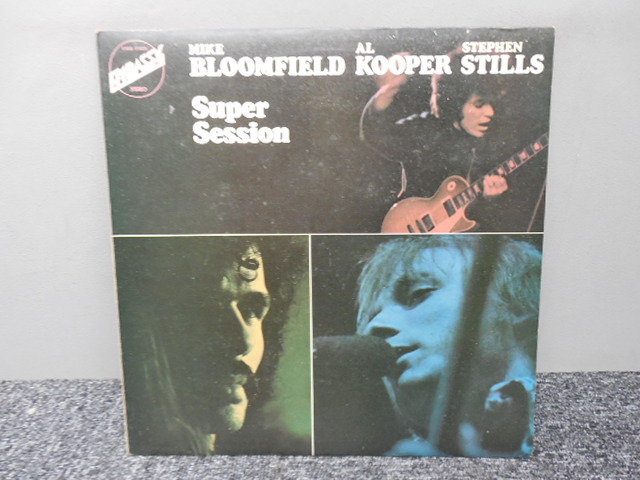 EMBASSY
MIKE AL STEPHEN
BLOOMFIELD KOOPER STILLS
Super
Session